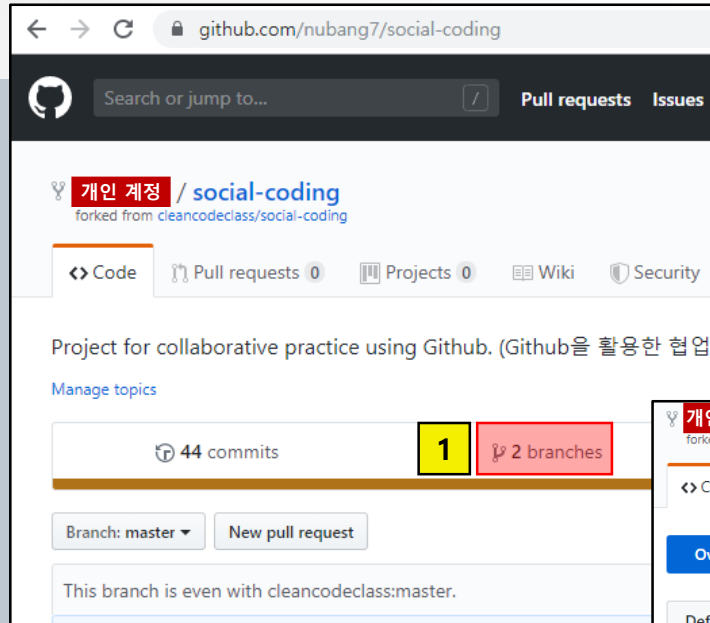 github.com/nubang7/social-coding
Search or jump to... / Pull requests Issues
개인 계정 / social-coding
forked from cleancodeclass/social-coding
Code Pull requests 0 Projects 0 Wiki Security
Project for collaborative practice using Github. (Github을 활용한 협업
Manage topics
44 commits 1 2 branches
Branch: master New pull request
This branch is even with cleancodeclass:master.